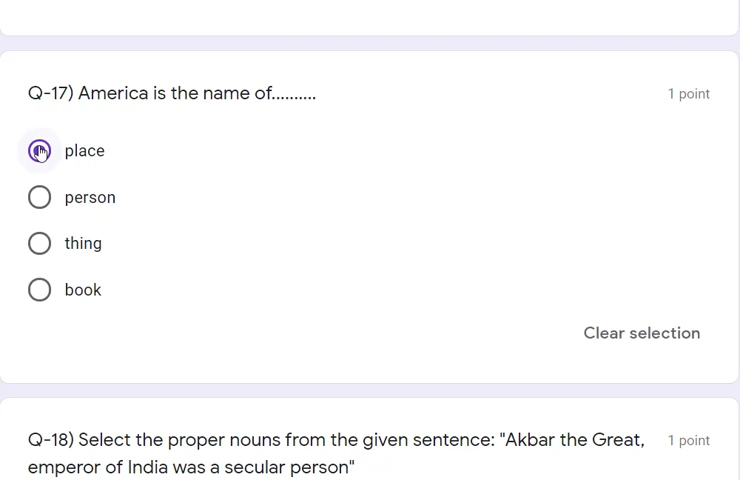 Q-17) America is the name of..........
1 point
place
person
thing
book
Clear selection
Q-18) Select the proper nouns from the given sentence: "Akbar the Great,
1 point
emperor of India was a secular person"